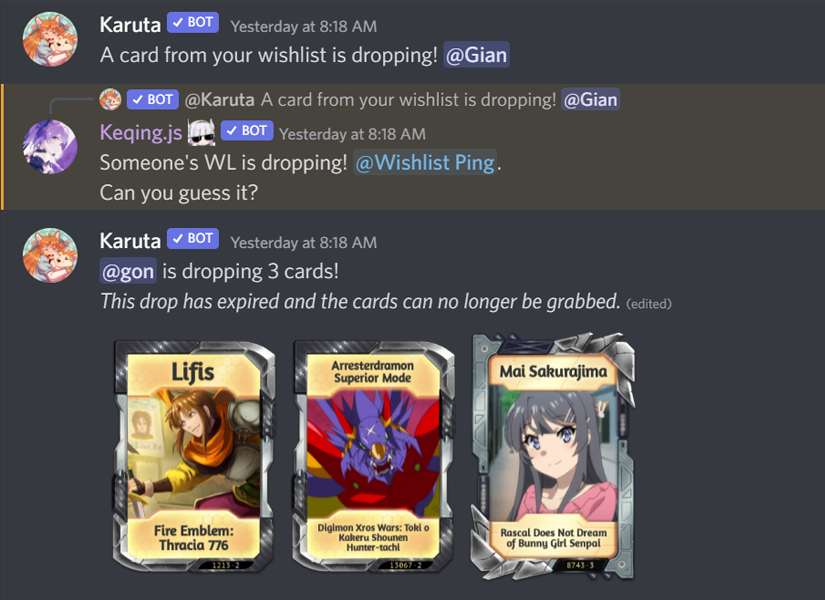 Karuta ✓ BOT Yesterday at 8:18 AM
A card from your wishlist is dropping! @Gian
✓ BOT @Karuta A card from your wishlist is dropping! @Gian
Keqing.js ✓ BOT Yesterday at 8:18 AM
Someone's WL is dropping! @Wishlist Ping.
Can you guess it?
Karuta ✓ BOT Yesterday at 8:18 AM
@gon is dropping 3 cards!
This drop has expired and the cards can no longer be grabbed. (edited)
Lifis
Fire Emblem:
Thracia 776
1213·2
Arresterdramon
Superior Mode
Digimon Xros Wars: Toki o
Kakeru Shounen
Hunter-tachi
13067·2
Mai Sakurajima
Rascal Does Not Dream
of Bunny Girl Senpai
8743·3